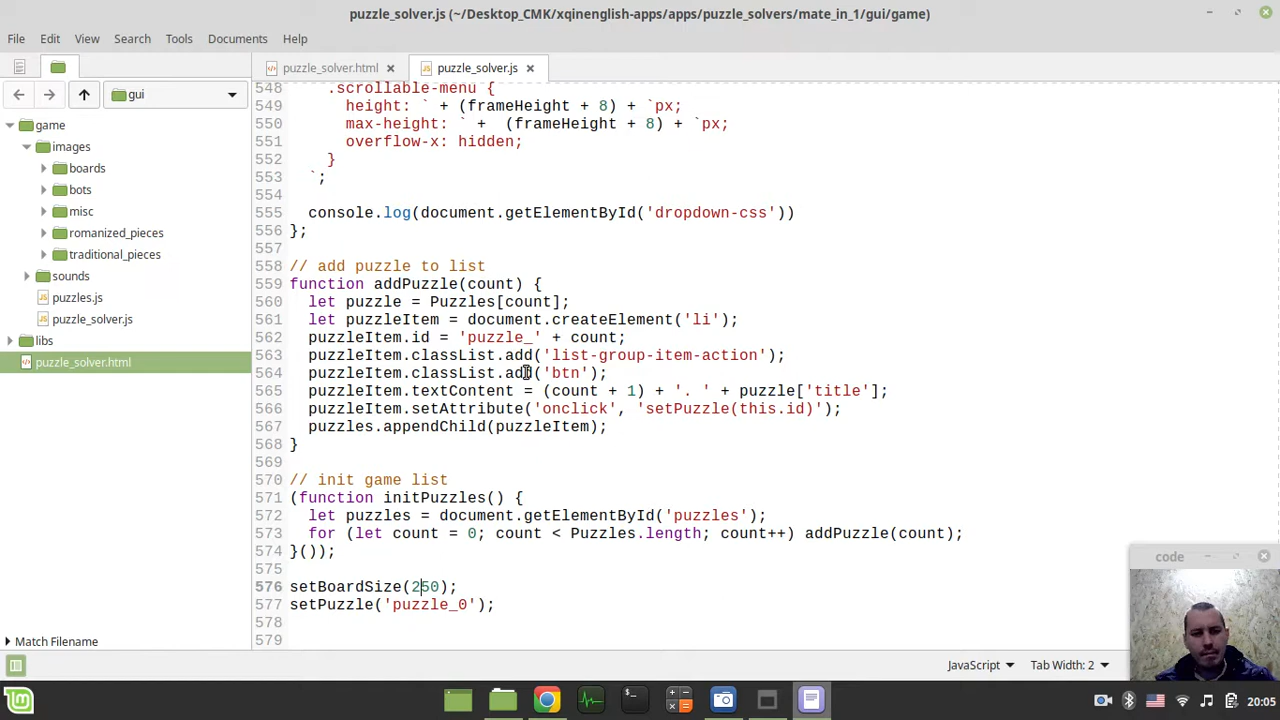 puzzle_solver.js (~/Desktop_CMK/xqinenglish-apps/apps/puzzle_solvers/mate_in_1/gui/game)
File Edit View Search Tools Documents Help
puzzle_solver.html
puzzle_solver.js
gui
game
images
boards
bots
misc
romanized_pieces
traditional_pieces
sounds
puzzles.js
puzzle_solver.js
libs
puzzle_solver.html
Match Filename
548     .scrollable-menu {
549       height: ` + (frameHeight + 8) + `px;
550       max-height: ` +  (frameHeight + 8) + `px;
551       overflow-x: hidden;
552     }
553   `;
554
555   console.log(document.getElementById('dropdown-css'))
556 };
557
558 // add puzzle to list
559 function addPuzzle(count) {
560   let puzzle = Puzzles[count];
561   let puzzleItem = document.createElement('li');
562   puzzleItem.id = 'puzzle_' + count;
563   puzzleItem.classList.add('list-group-item-action');
564   puzzleItem.classList.add('btn');
565   puzzleItem.textContent = (count + 1) + '. ' + puzzle['title'];
566   puzzleItem.setAttribute('onclick', 'setPuzzle(this.id)');
567   puzzles.appendChild(puzzleItem);
568 }
569
570 // init game list
571 (function initPuzzles() {
572   let puzzles = document.getElementById('puzzles');
573   for (let count = 0; count < Puzzles.length; count++) addPuzzle(count);
574 }());
575
576 setBoardSize(250);
577 setPuzzle('puzzle_0');
578
579
code
JavaScript
Tab Width: 2
20:05